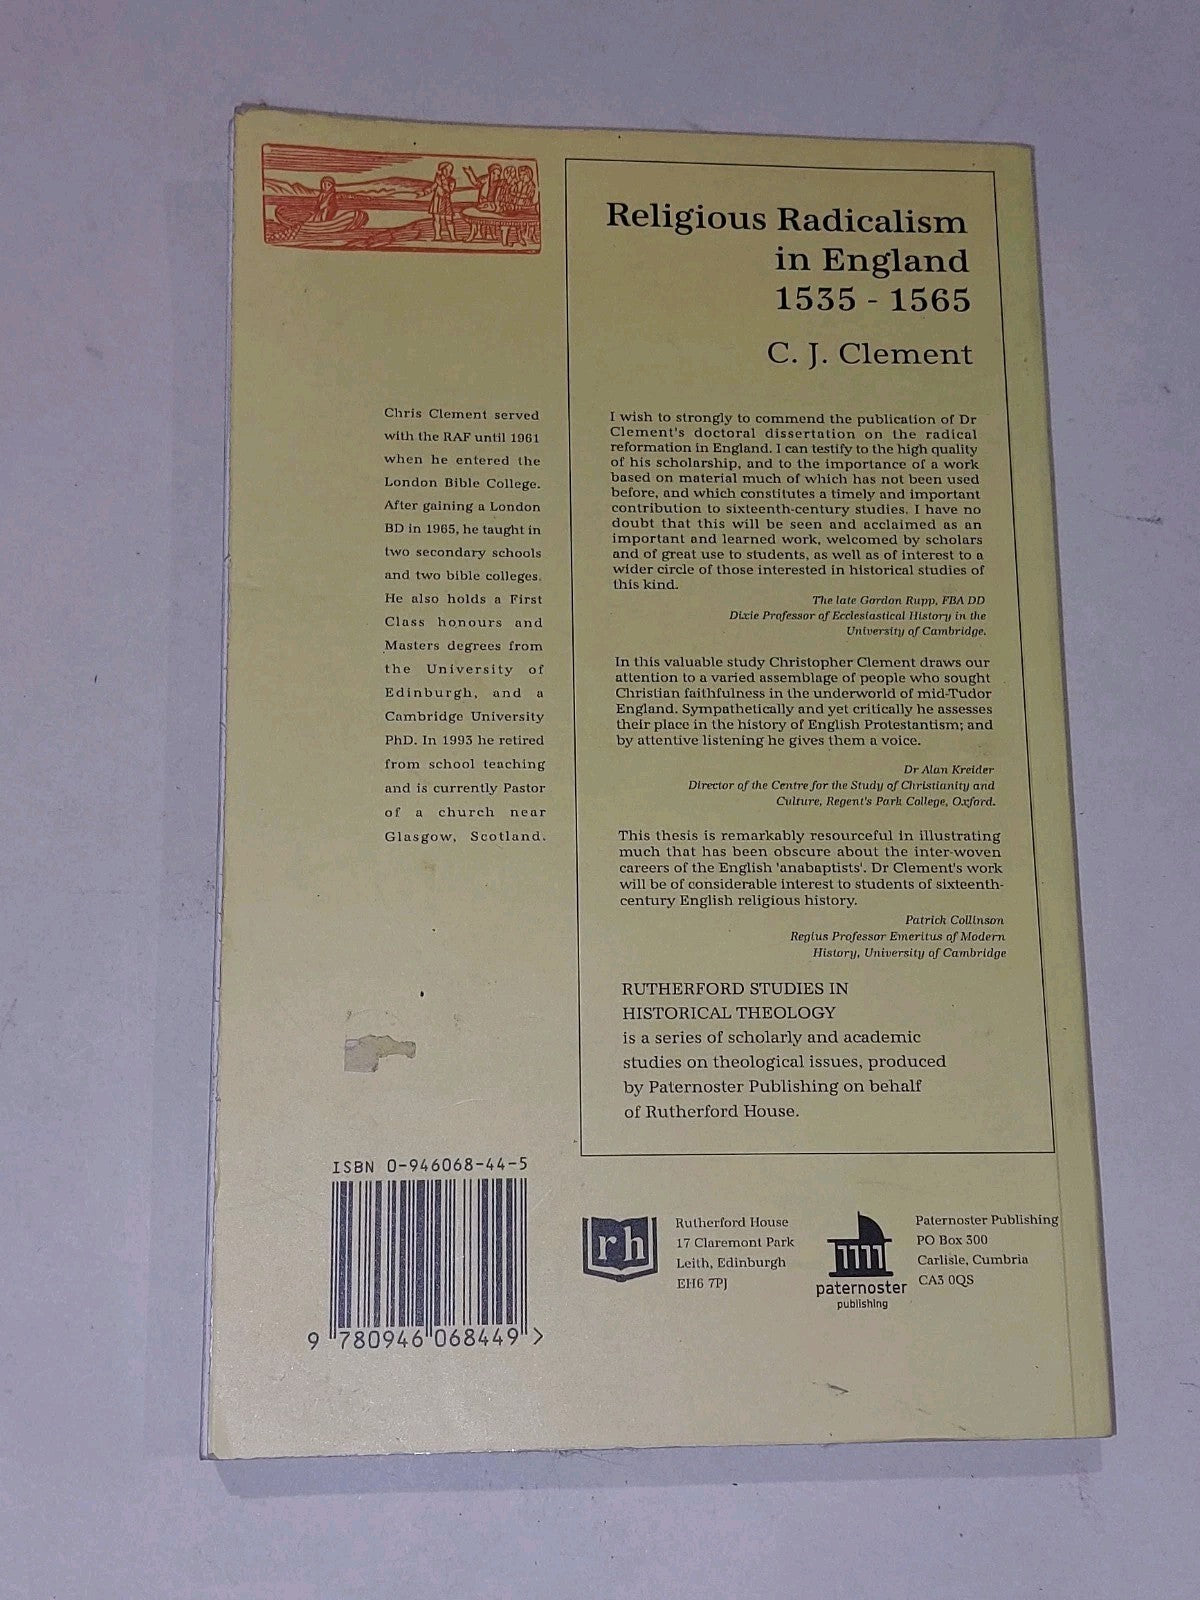 Religious Radicalism
in England
1535 - 1565
C. J. Clement
Chris Clement served
with the RAF until 1961
when he entered the
London Bible College.
After gaining a London
BD in 1965, he taught in
two secondary schools
and two bible colleges.
He also holds a First
Class honours and
Masters degrees from
the University of
Edinburgh, and a
Cambridge University
PhD. In 1993 he retired
from school teaching
and is currently Pastor
of a church near
Glasgow, Scotland.
I wish to strongly to commend the publication of Dr
Clement's doctoral dissertation on the radical
reformation in England. I can testify to the high quality
of his scholarship, and to the importance of a work
based on material much of which has not been used
before, and which constitutes a timely and important
contribution to sixteenth-century studies. I have no
doubt that this will be seen and acclaimed as an
important and learned work, welcomed by scholars
and of great use to students, as well as of interest to a
wider circle of those interested in historical studies of
this kind.
The late Gordon Rupp, FBA DD
Dixie Professor of Ecclesiastical History in the
University of Cambridge.
In this valuable study Christopher Clement draws our
attention to a varied assemblage of people who sought
Christian faithfulness in the underworld of mid-Tudor
England. Sympathetically and yet critically he assesses
their place in the history of English Protestantism; and
by attentive listening he gives them a voice.
Dr Alan Kreider
Director of the Centre for the Study of Christianity and
Culture, Regent's Park College, Oxford.
This thesis is remarkably resourceful in illustrating
much that has been obscure about the inter-woven
careers of the English 'anabaptists'. Dr Clement's work
will be of considerable interest to students of sixteenth-
century English religious history.
Patrick Collinson
Regius Professor Emeritus of Modern
History, University of Cambridge
RUTHERFORD STUDIES IN
HISTORICAL THEOLOGY
is a series of scholarly and academic
studies on theological issues, produced
by Paternoster Publishing on behalf
of Rutherford House.
ISBN 0-946068-44-5
9 780946 068449 >
rh
Rutherford House
17 Claremont Park
Leith, Edinburgh
EH6 7PJ
paternoster
publishing
Paternoster Publishing
PO Box 300
Carlisle, Cumbria
CA3 0QS